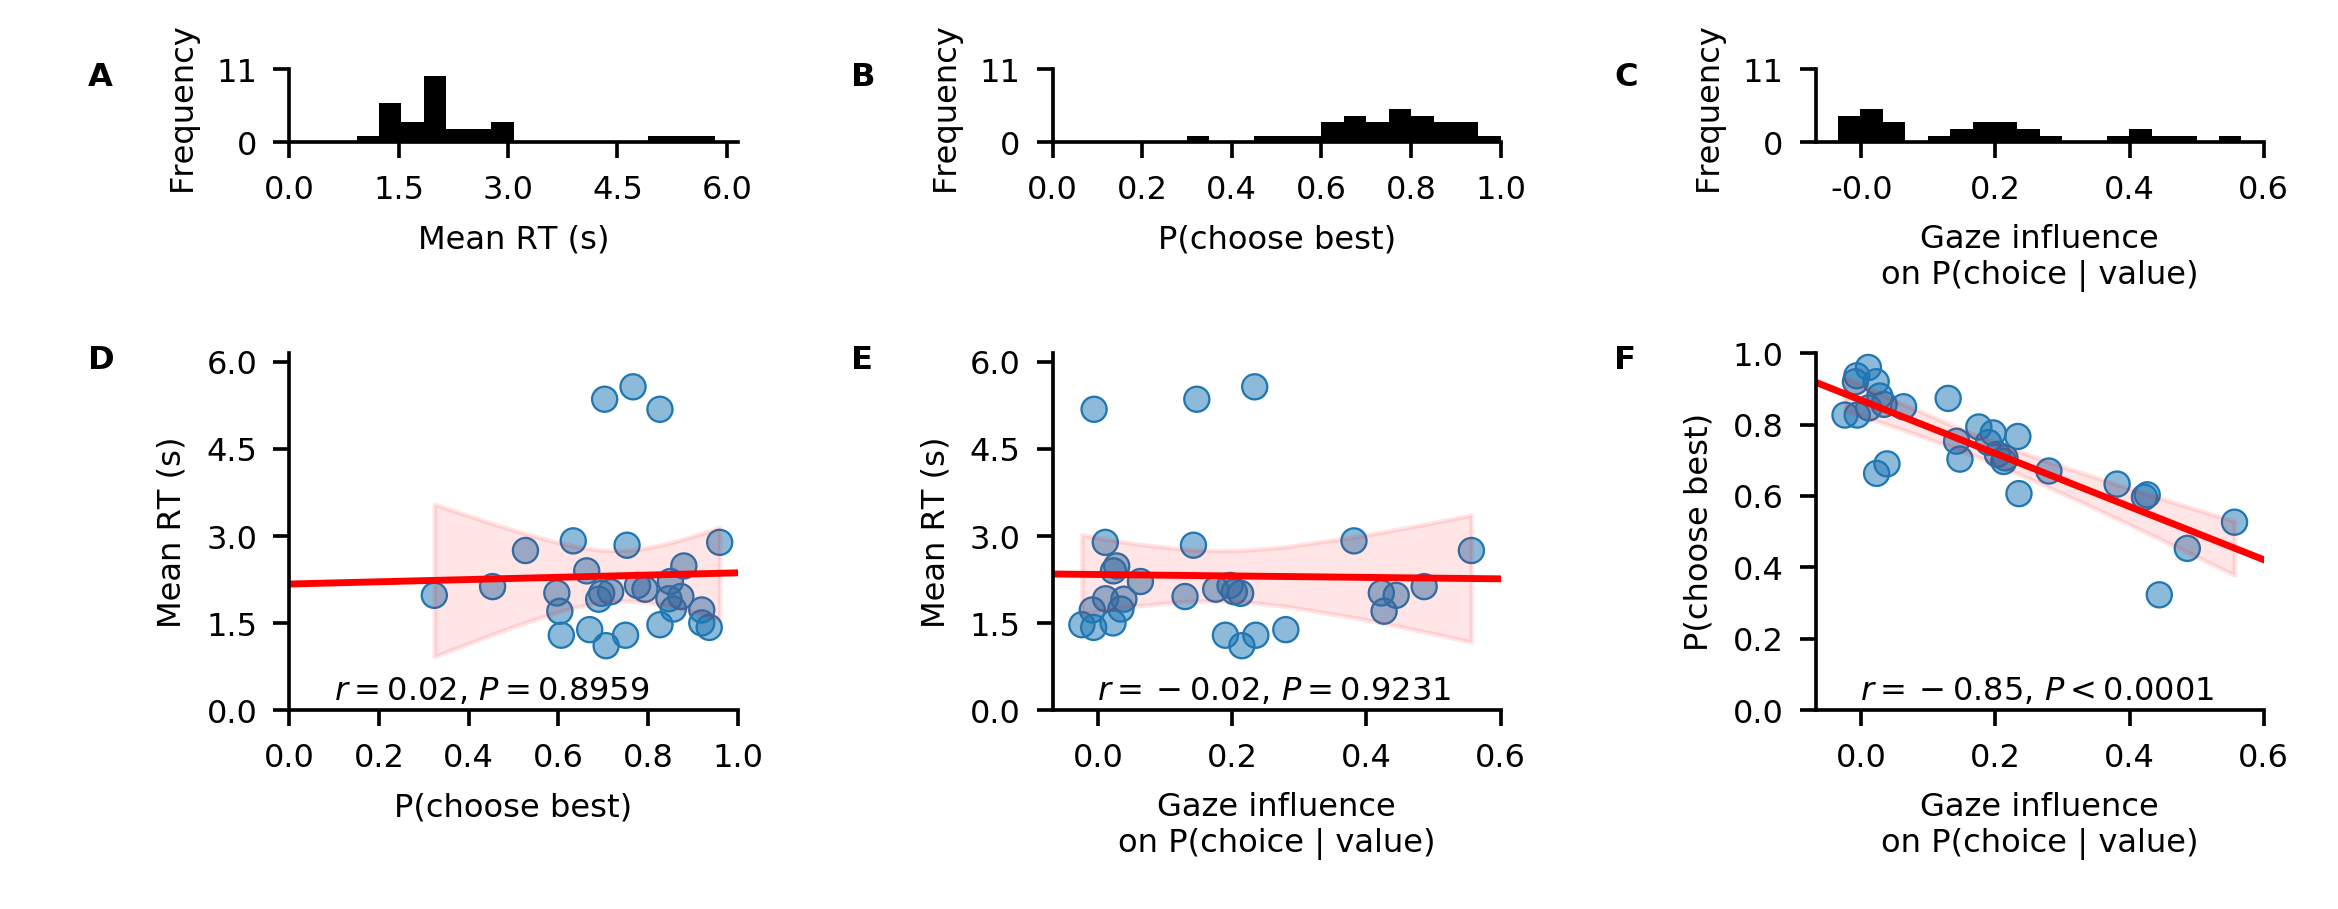 A
Frequency
11
0
0.0 1.5 3.0 4.5 6.0
Mean RT (s)
B
Frequency
11
0
0.0 0.2 0.4 0.6 0.8 1.0
P(choose best)
C
Frequency
11
0
-0.0 0.2 0.4 0.6
Gaze influence
on P(choice | value)
D
Mean RT (s)
6.0
4.5
3.0
1.5
0.0
r = 0.02, P = 0.8959
0.0 0.2 0.4 0.6 0.8 1.0
P(choose best)
E
Mean RT (s)
6.0
4.5
3.0
1.5
0.0
r = − 0.02, P = 0.9231
0.0 0.2 0.4 0.6
Gaze influence
on P(choice | value)
F
P(choose best)
1.0
0.8
0.6
0.4
0.2
0.0
r = − 0.85, P < 0.0001
0.0 0.2 0.4 0.6
Gaze influence
on P(choice | value)